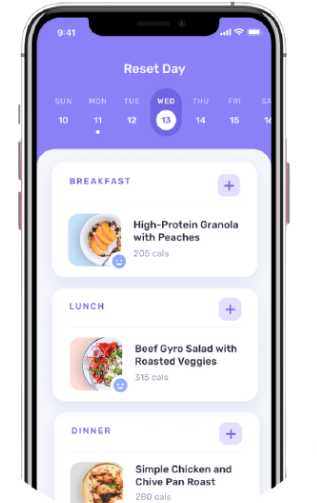 9:41
Reset Day
SUN MON TUE WED THU FRI SA
10 11 12 13 14 15 16
BREAKFAST +
High-Protein Granola
with Peaches
205 cals
LUNCH +
Beef Gyro Salad with
Roasted Veggies
315 cals
DINNER +
Simple Chicken and
Chive Pan Roast
280 cals